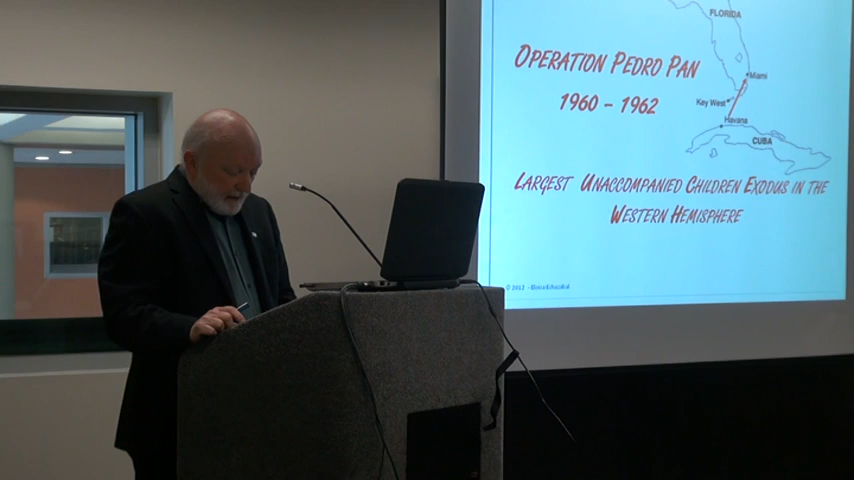 FLORIDA
OPERATION PEDRO PAN
1960 – 1962
Miami
Key West
Havana
CUBA
LARGEST UNACCOMPANIED CHILDREN EXODUS IN THE
WESTERN HEMISPHERE
© 2012 -